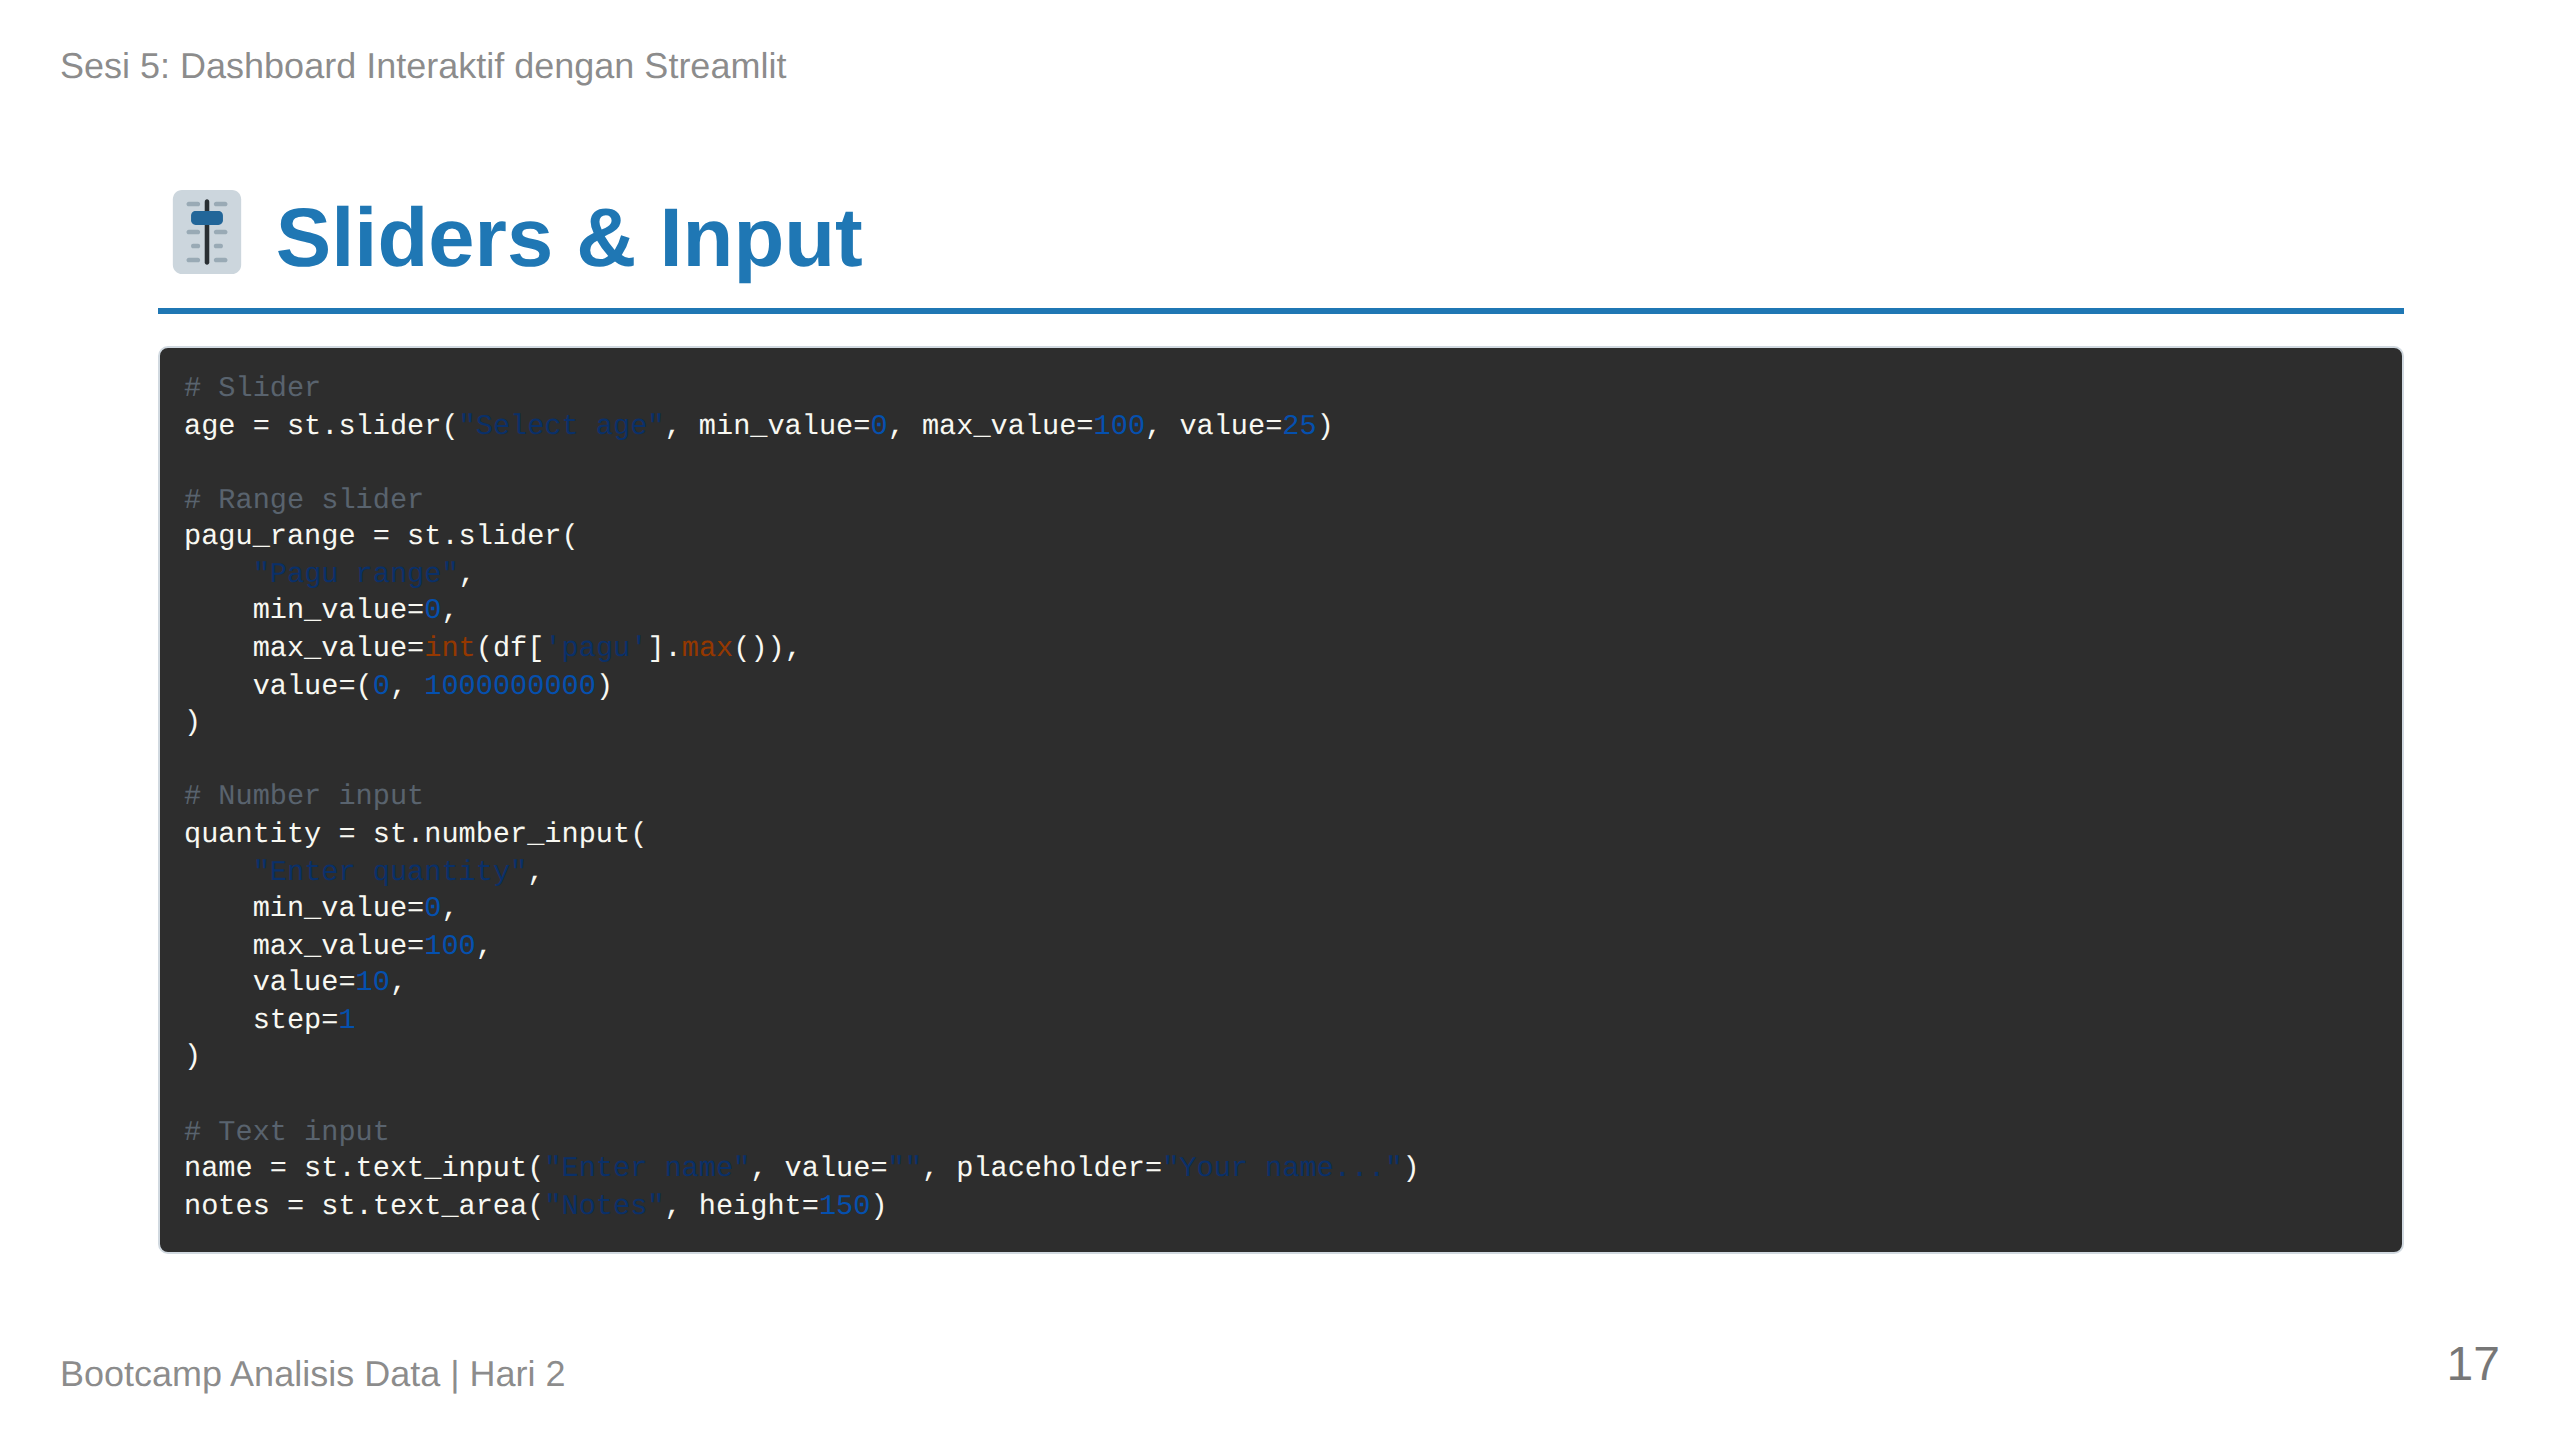 Sesi 5: Dashboard Interaktif dengan Streamlit
Sliders & Input
# Slider
age = st.slider("Select age", min_value=0, max_value=100, value=25)
# Range slider
pagu_range = st.slider(
    "Pagu range",
    min_value=0,
    max_value=int(df['pagu'].max()),
    value=(0, 1000000000)
)
# Number input
quantity = st.number_input(
    "Enter quantity",
    min_value=0,
    max_value=100,
    value=10,
    step=1
)
# Text input
name = st.text_input("Enter name", value="", placeholder="Your name...")
notes = st.text_area("Notes", height=150)
Bootcamp Analisis Data | Hari 2
17